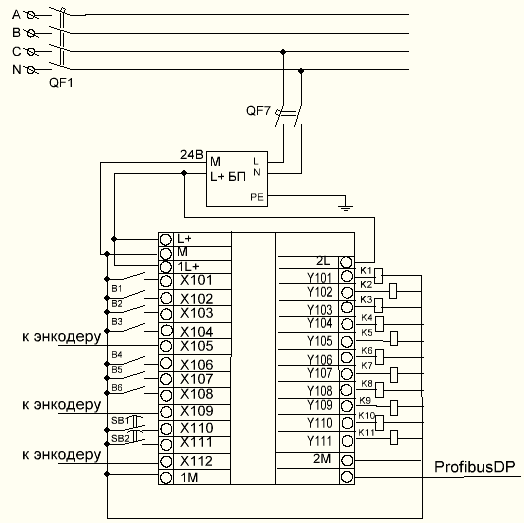 A
B
C
N
QF1
QF7
24В
M
L
L+ БП
N
PE
L+
M
1L+
X101
X102
X103
X104
X105
X106
X107
X108
X109
X110
X111
X112
1M
B1
B2
B3
к энкодеру
B4
B5
B6
к энкодеру
SB1
SB2
к энкодеру
2L
Y101
Y102
Y103
Y104
Y105
Y106
Y107
Y108
Y109
Y110
Y111
2M
K1
K2
K3
K4
K5
K6
K7
K8
K9
K10
K11
ProfibusDP